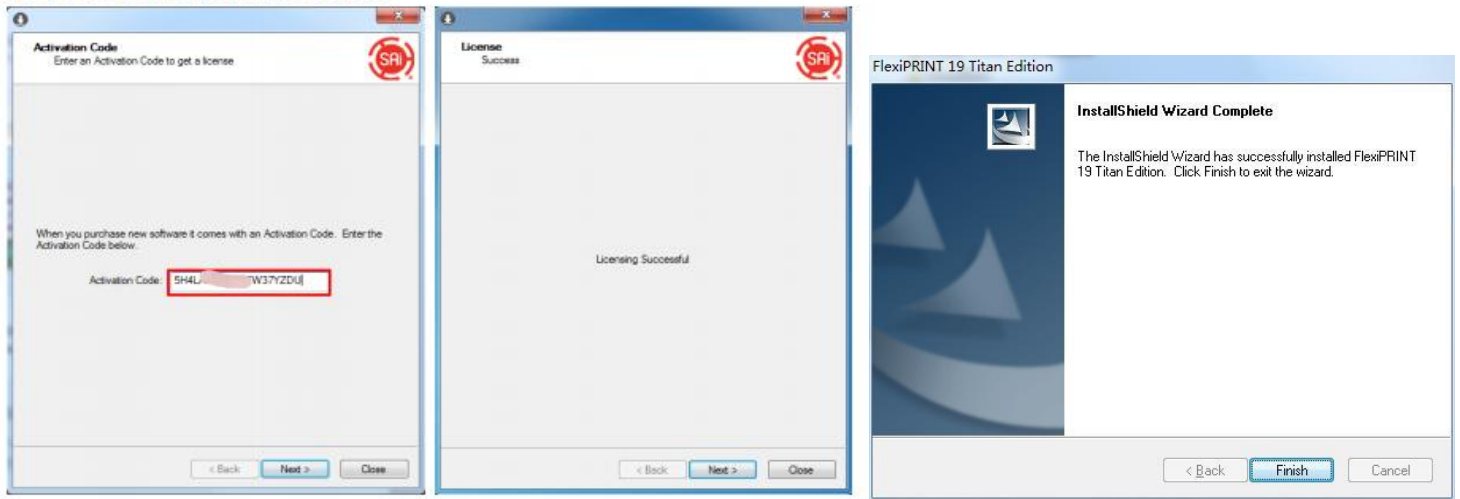 Activation Code
Enter an Activation Code to get a license
SAi
When you purchase new software it comes with an Activation Code. Enter the
Activation Code below.
Activation Code: 5H4L W37YZDU
< Back Next > Close
License
Success
SAi
Licensing Successful
< Back Next > Close
FlexiPRINT 19 Titan Edition
InstallShield Wizard Complete
The InstallShield Wizard has successfully installed FlexiPRINT
19 Titan Edition. Click Finish to exit the wizard.
< Back Finish Cancel